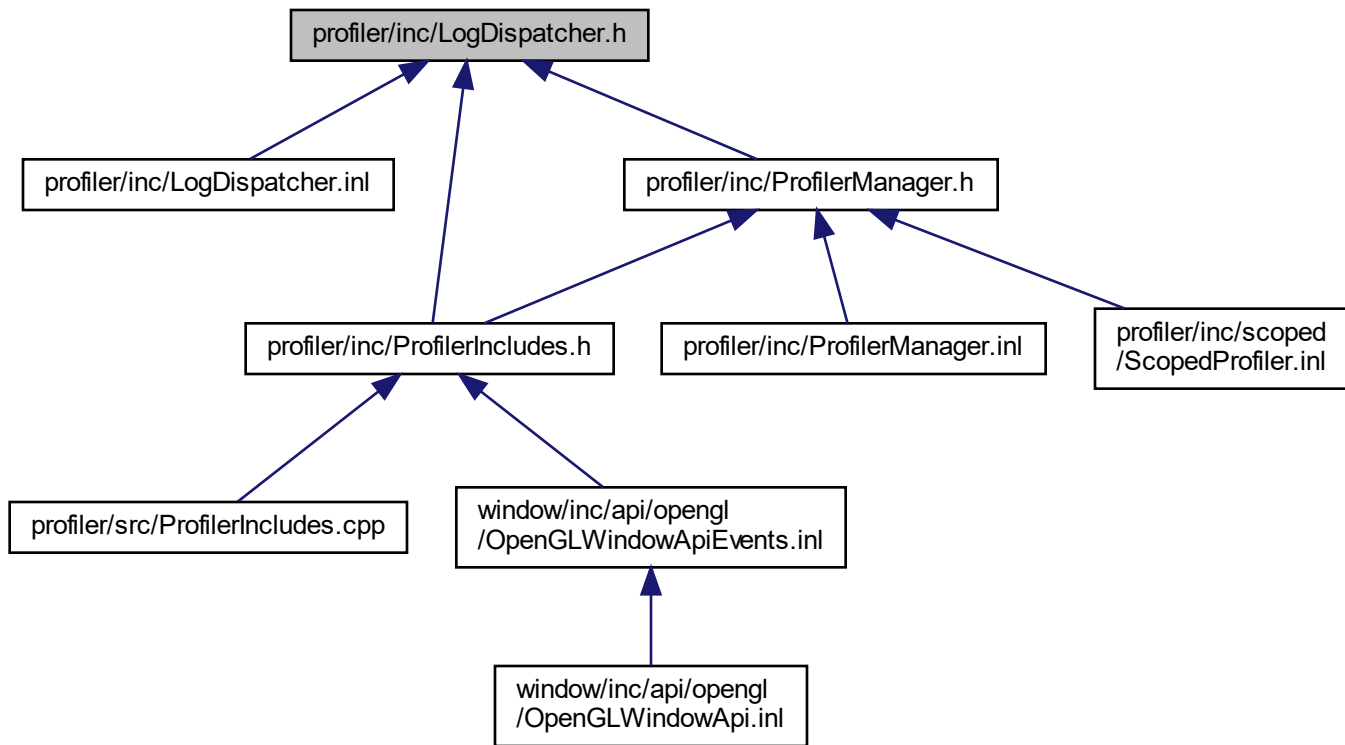 profiler/inc/LogDispatcher.h
profiler/inc/LogDispatcher.inl
profiler/inc/ProfilerManager.h
profiler/inc/ProfilerIncludes.h
profiler/inc/ProfilerManager.inl
profiler/inc/scoped
/ScopedProfiler.inl
profiler/src/ProfilerIncludes.cpp
window/inc/api/opengl
/OpenGLWindowApiEvents.inl
window/inc/api/opengl
/OpenGLWindowApi.inl